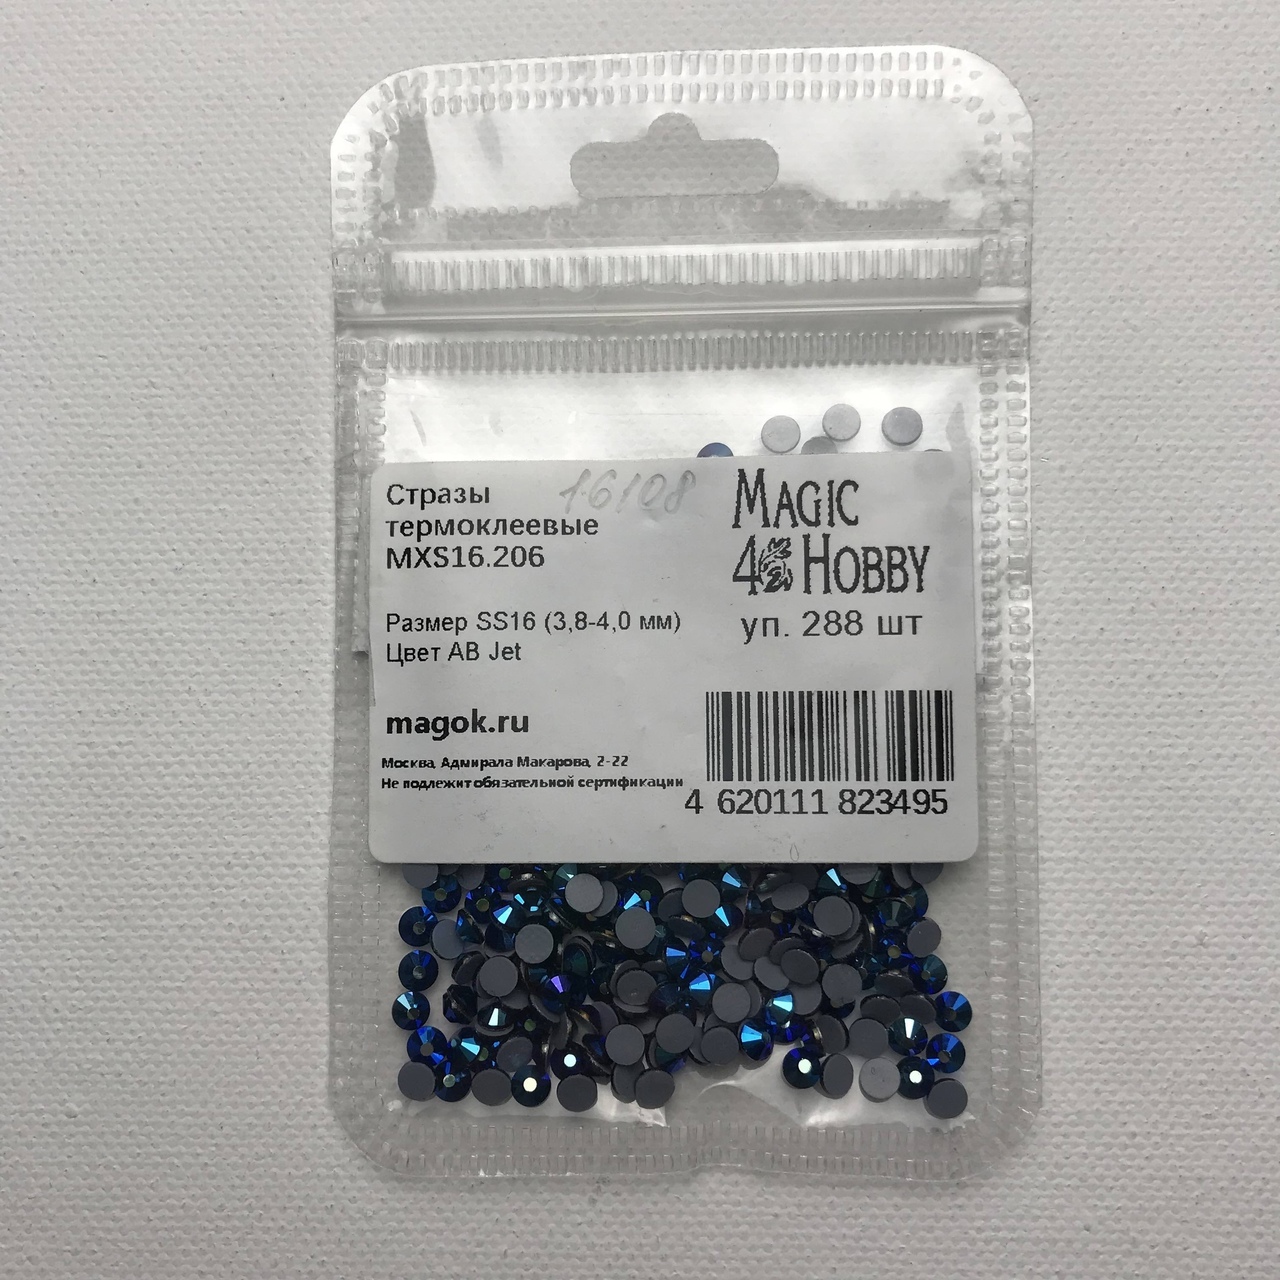 Стразы
термоклеевые
MXS16.206
16108
Размер SS16 (3,8-4,0 мм)
Цвет AB Jet
magok.ru
Москва, Адмирала Макарова, 2-22
Не подлежит обязательной сертификации
MAGIC
4 HOBBY
уп. 288 шт
4 620111 823495